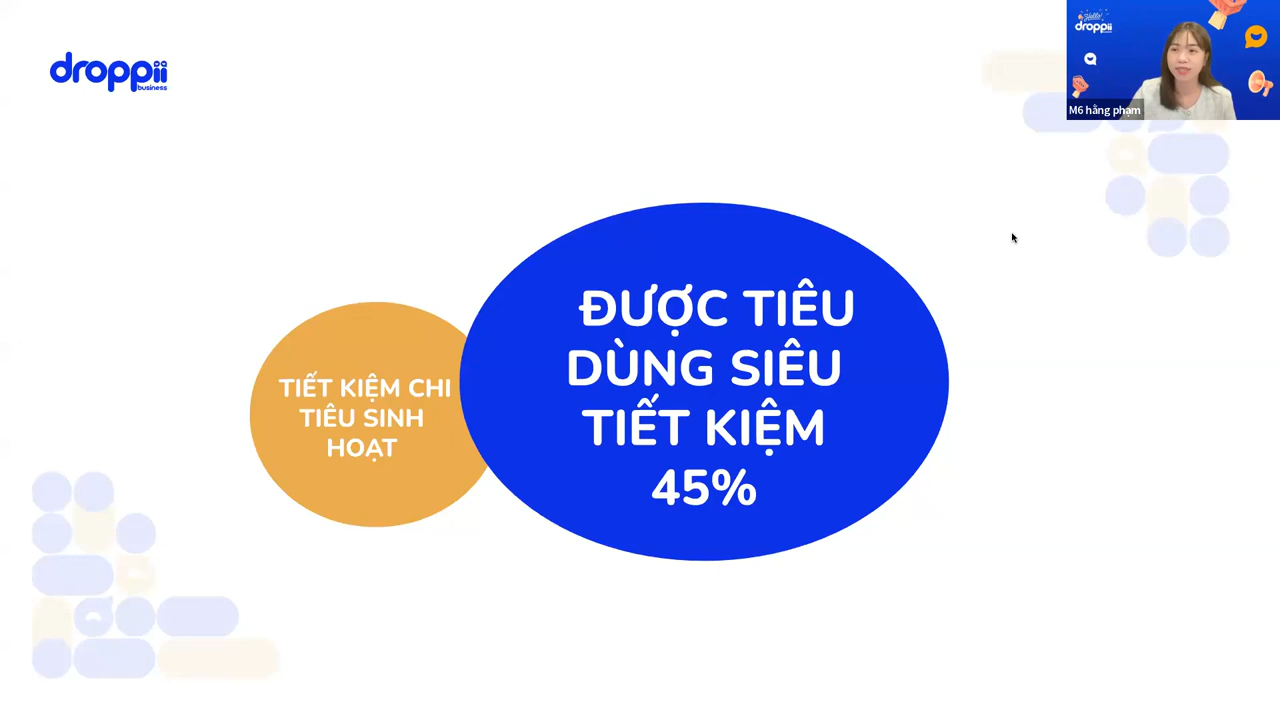 droppii
business
Hello!
droppii
M6 hằng phạm
TIẾT KIỆM CHI
TIÊU SINH
HOẠT
ĐƯỢC TIÊU
DÙNG SIÊU
TIẾT KIỆM
45%